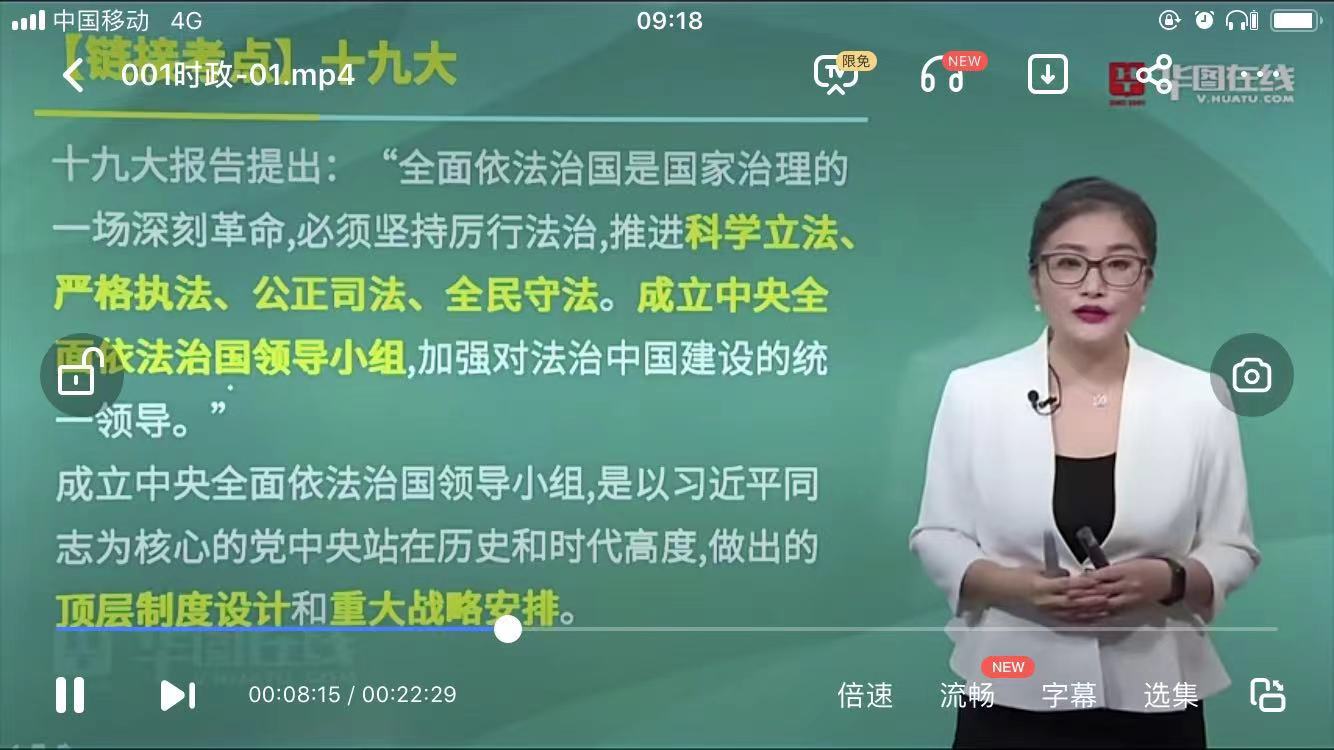 中国移动 4G 09:18
【链接考点】十九大
001时政-01.mp4
限免
NEW
华图在线
V.HUATU.COM
十九大报告提出：“全面依法治国是国家治理的
一场深刻革命,必须坚持厉行法治,推进科学立法、
严格执法、公正司法、全民守法。成立中央全
面依法治国领导小组,加强对法治中国建设的统
一领导。”
成立中央全面依法治国领导小组,是以习近平同
志为核心的党中央站在历史和时代高度,做出的
顶层制度设计和重大战略安排。
华图在线
00:08:15 / 00:22:29
倍速
流畅
NEW
字幕
选集